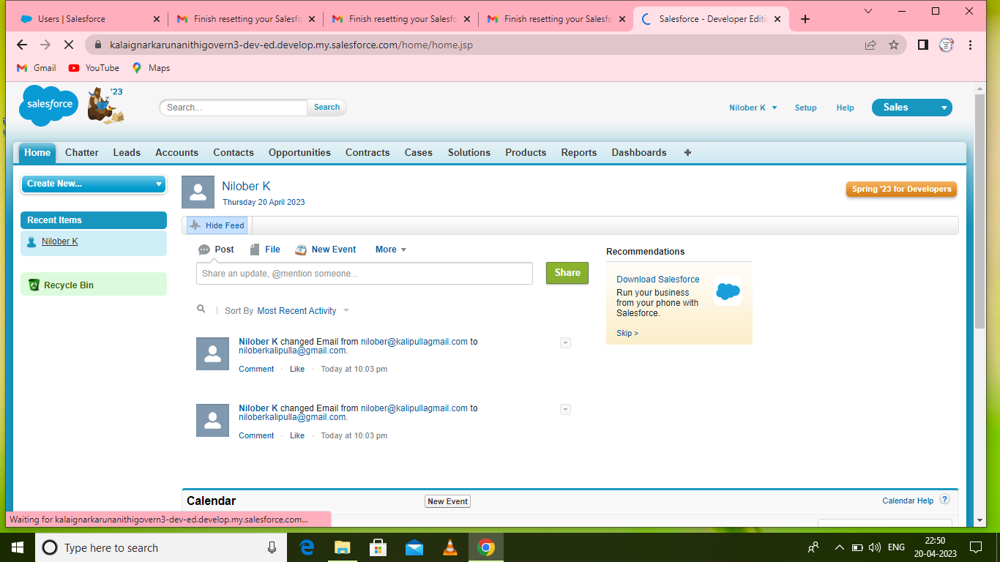 Users | Salesforce
Finish resetting your Salesfo
Finish resetting your Salesfo
Finish resetting your Salesfo
Salesforce - Developer Editio
kalaignarkarunanithigovern3-dev-ed.develop.my.salesforce.com/home/home.jsp
Gmail YouTube Maps
salesforce
'23
Search...
Search
Nilober K Setup Help Sales
Home Chatter Leads Accounts Contacts Opportunities Contracts Cases Solutions Products Reports Dashboards +
Create New...
Nilober K
Thursday 20 April 2023
Spring '23 for Developers
Recent Items
Nilober K
Recycle Bin
Hide Feed
Post File New Event More
Share an update, @mention someone...
Share
Sort By Most Recent Activity
Nilober K changed Email from nilober@kalipullagmail.com to
niloberkalipulla@gmail.com.
Comment · Like · Today at 10:03 pm
Nilober K changed Email from nilober@kalipullagmail.com to
niloberkalipulla@gmail.com.
Comment · Like · Today at 10:03 pm
Recommendations
Download Salesforce
Run your business
from your phone with
Salesforce.
Skip >
Calendar
New Event
Calendar Help ?
Waiting for kalaignarkarunanithigovern3-dev-ed.develop.my.salesforce.com...
Type here to search
ENG
22:50
20-04-2023